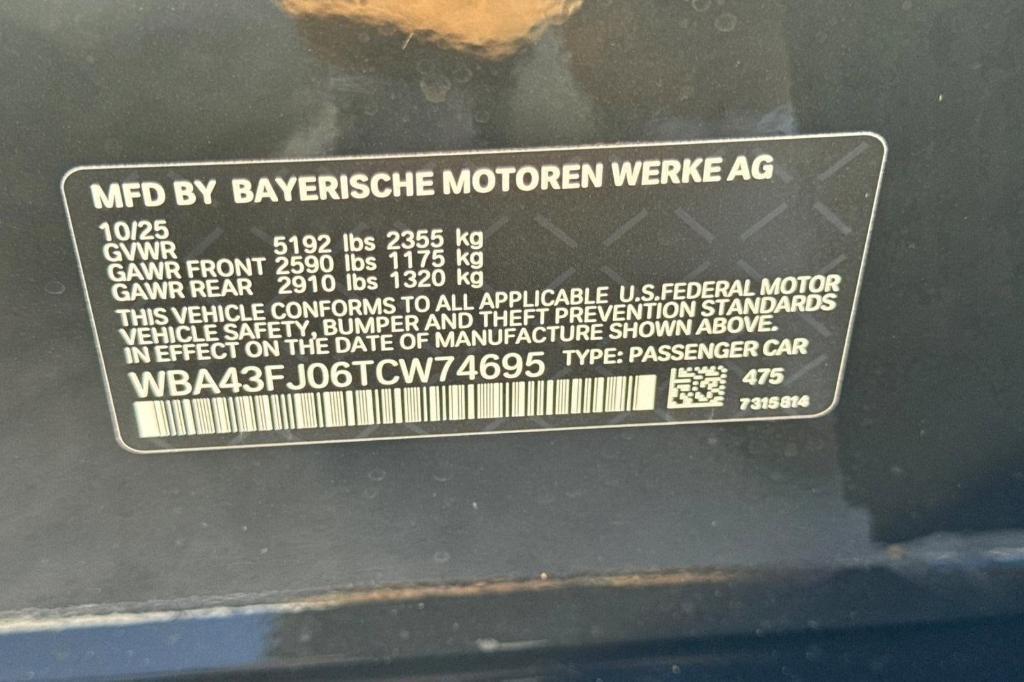 MFD BY BAYERISCHE MOTOREN WERKE AG
10/25
GVWR 5192 lbs 2355 kg
GAWR FRONT 2590 lbs 1175 kg
GAWR REAR 2910 lbs 1320 kg
THIS VEHICLE CONFORMS TO ALL APPLICABLE U.S.FEDERAL MOTOR
VEHICLE SAFETY, BUMPER AND THEFT PREVENTION STANDARDS
IN EFFECT ON THE DATE OF MANUFACTURE SHOWN ABOVE.
WBA43FJ06TCW74695 TYPE: PASSENGER CAR
475
7315814